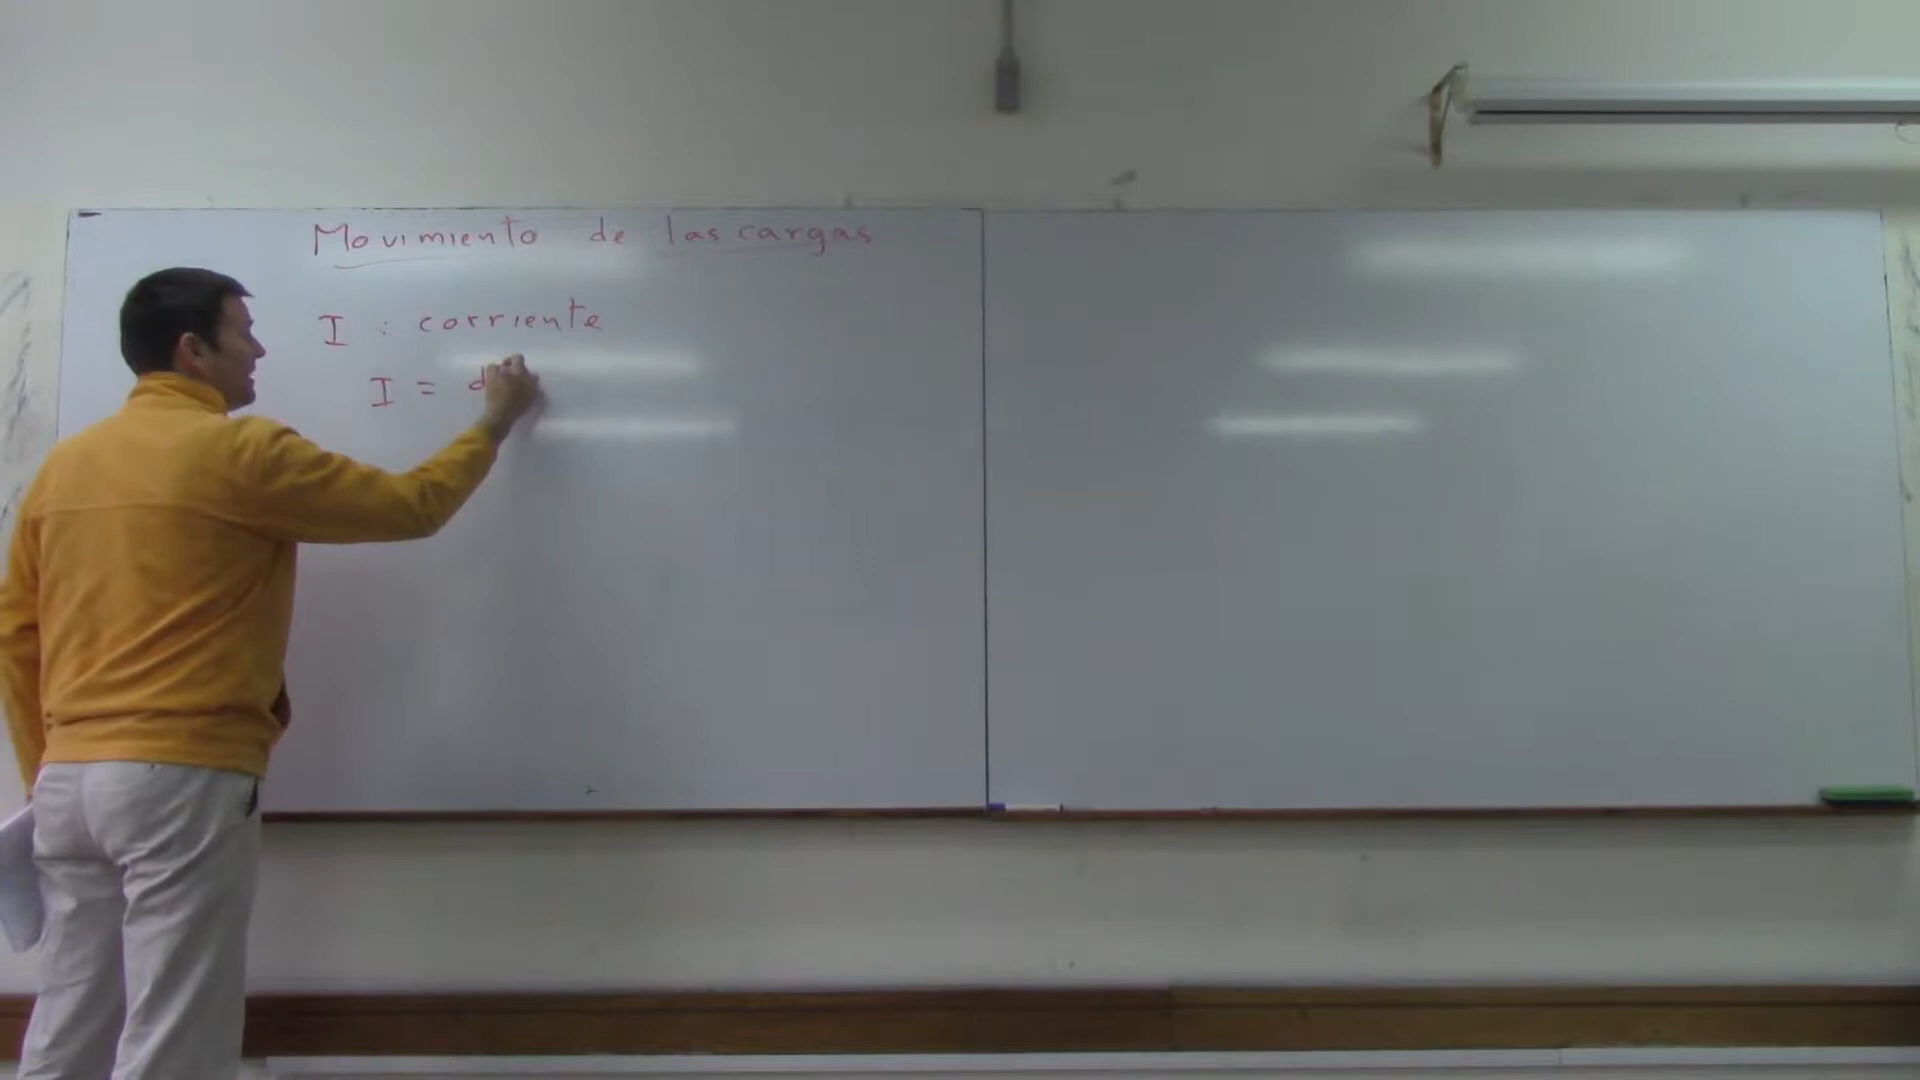 Movimiento de las cargas
I : corriente
I = d